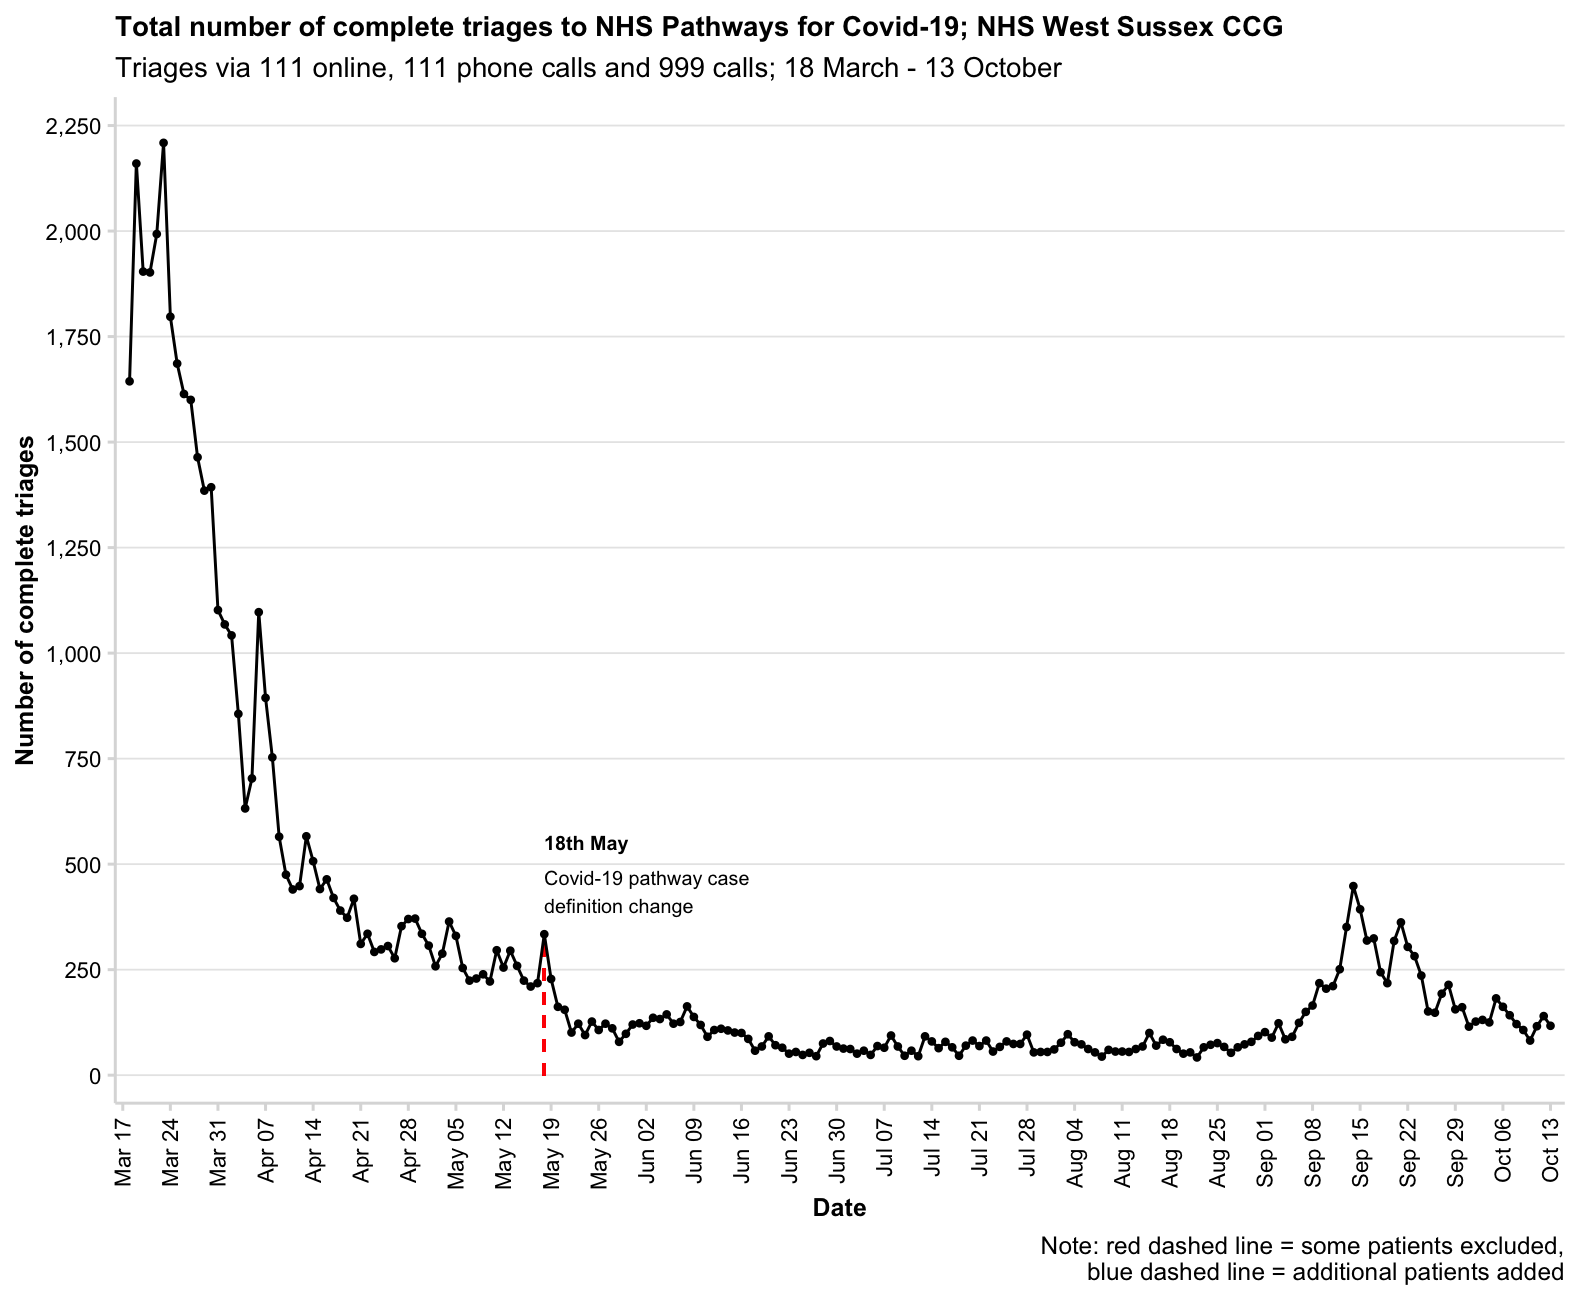 Total number of complete triages to NHS Pathways for Covid-19; NHS West Sussex CCG
Triages via 111 online, 111 phone calls and 999 calls; 18 March - 13 October
Number of complete triages
2,250
2,000
1,750
1,500
1,250
1,000
750
500
250
0
18th May
Covid-19 pathway case
definition change
Mar 17
Mar 24
Mar 31
Apr 07
Apr 14
Apr 21
Apr 28
May 05
May 12
May 19
May 26
Jun 02
Jun 09
Jun 16
Jun 23
Jun 30
Jul 07
Jul 14
Jul 21
Jul 28
Aug 04
Aug 11
Aug 18
Aug 25
Sep 01
Sep 08
Sep 15
Sep 22
Sep 29
Oct 06
Oct 13
Date
Note: red dashed line = some patients excluded,
blue dashed line = additional patients added